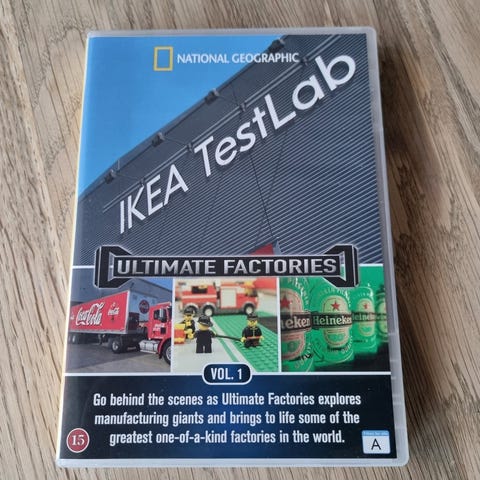 NATIONAL GEOGRAPHIC
IKEA TestLab
ULTIMATE FACTORIES
Coca-Cola
Heineken
Heineken
VOL. 1
Go behind the scenes as Ultimate Factories explores
manufacturing giants and brings to life some of the
greatest one-of-a-kind factories in the world.
15
A